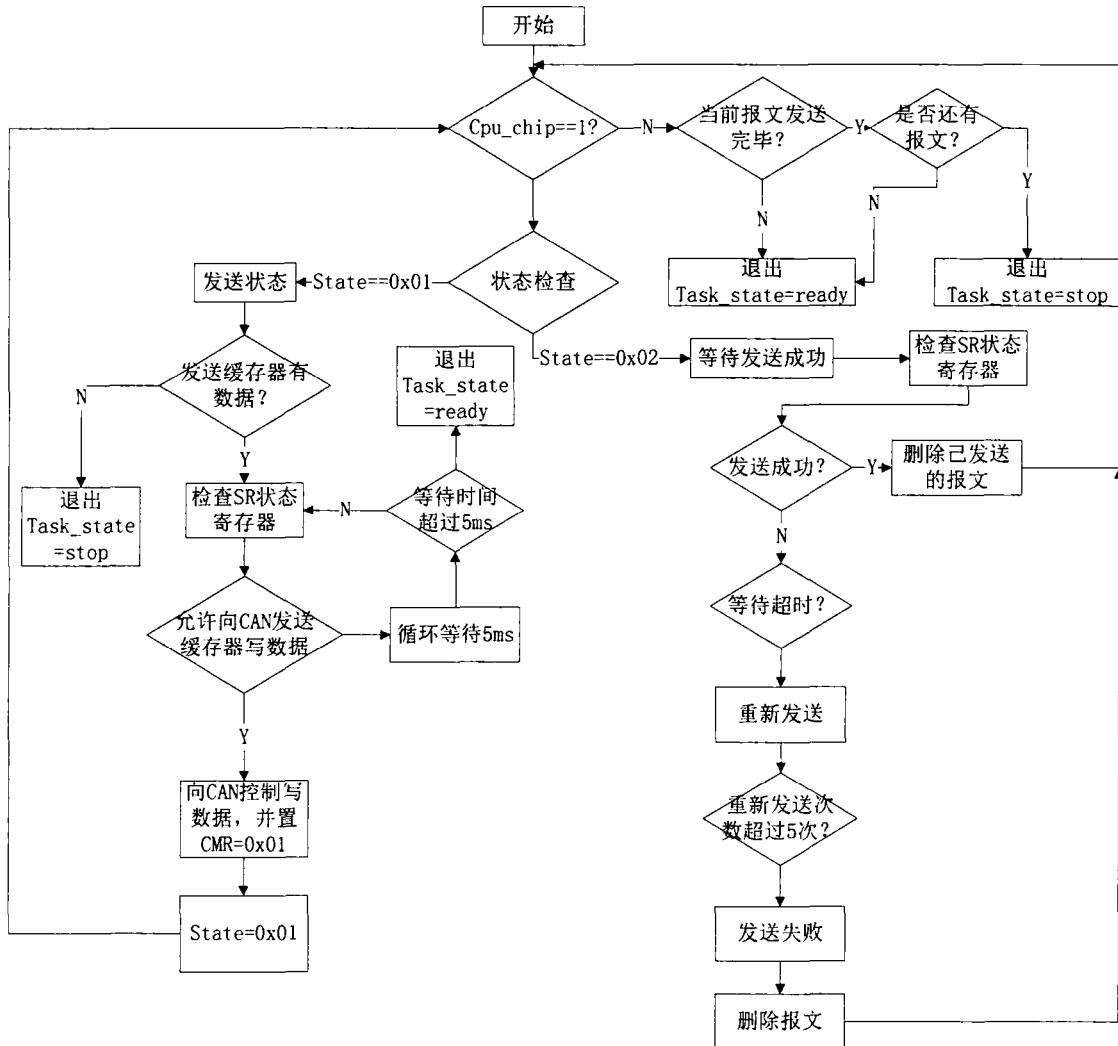 开始
Cpu_chip==1?
N
当前报文发送
完毕?
Y
是否还有
报文?
N
N
Y
退出
Task_state=ready
退出
Task_state=stop
状态检查
State==0x01
发送状态
State==0x02
等待发送成功
检查SR状态
寄存器
发送缓存器有
数据?
N
Y
退出
Task_state
=stop
退出
Task_state
=ready
检查SR状态
寄存器
N
等待时间
超过5ms
允许向CAN发送
缓存器写数据
循环等待5ms
Y
向CAN控制写
数据，并置
CMR=0x01
State=0x01
发送成功?
Y
删除已发送
的报文
N
等待超时?
重新发送
重新发送次
数超过5次?
发送失败
删除报文